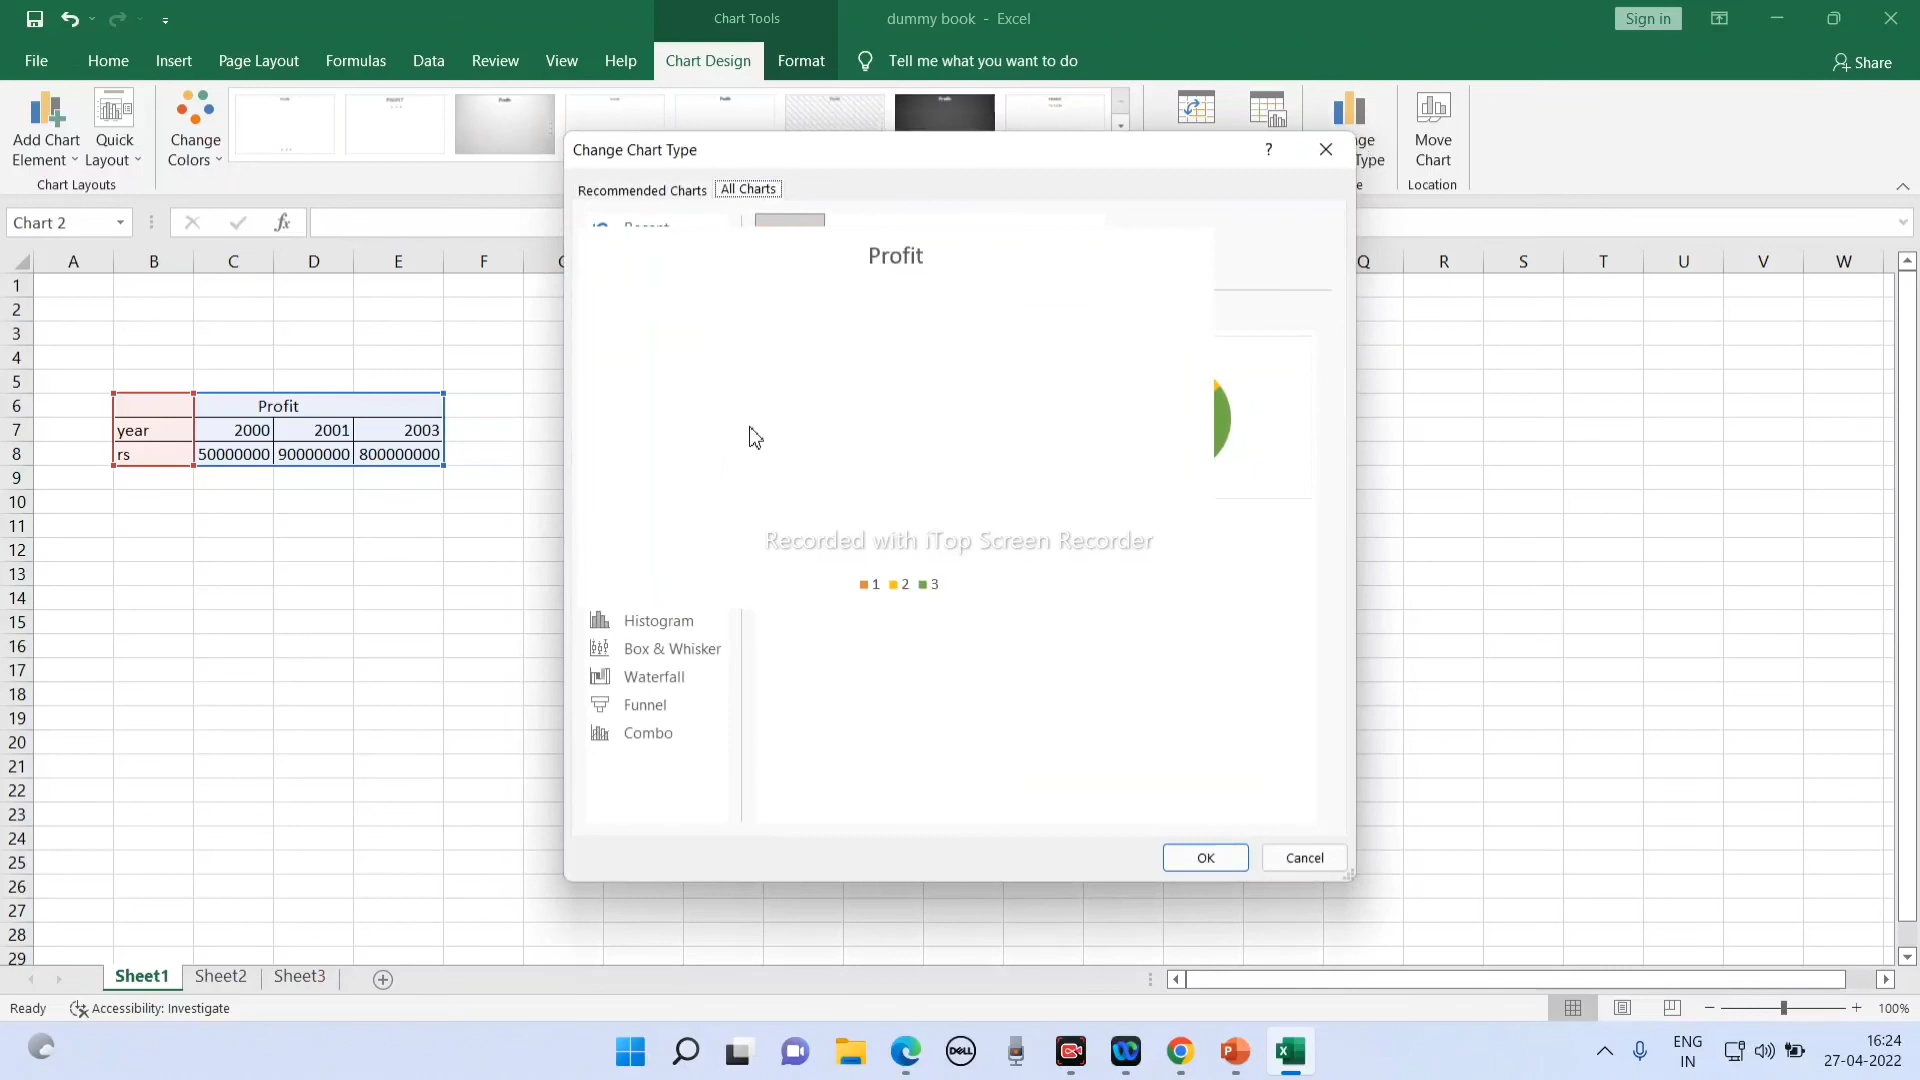 Chart Tools
dummy book - Excel
Sign in
File Home Insert Page Layout Formulas Data Review View Help Chart Design Format Tell me what you want to do Share
Add Chart Element
Quick Layout
Change Colors
Chart Layouts
Move Chart
Location
Change Chart Type
?
Recommended Charts All Charts
Chart 2
fx
A B C D E F Q R S T U V W
Profit
1
2
3
4
5
6 Profit
7 year 2000 2001 2003
8 rs 50000000 90000000 800000000
9
10
11
12
13
14
15
16
17
18
19
20
21
22
23
24
25
26
27
28
29
Recorded with iTop Screen Recorder
1 2 3
Histogram
Box & Whisker
Waterfall
Funnel
Combo
OK Cancel
Sheet1 Sheet2 Sheet3
Ready Accessibility: Investigate
100%
DELL
ENG
IN
16:24
27-04-2022